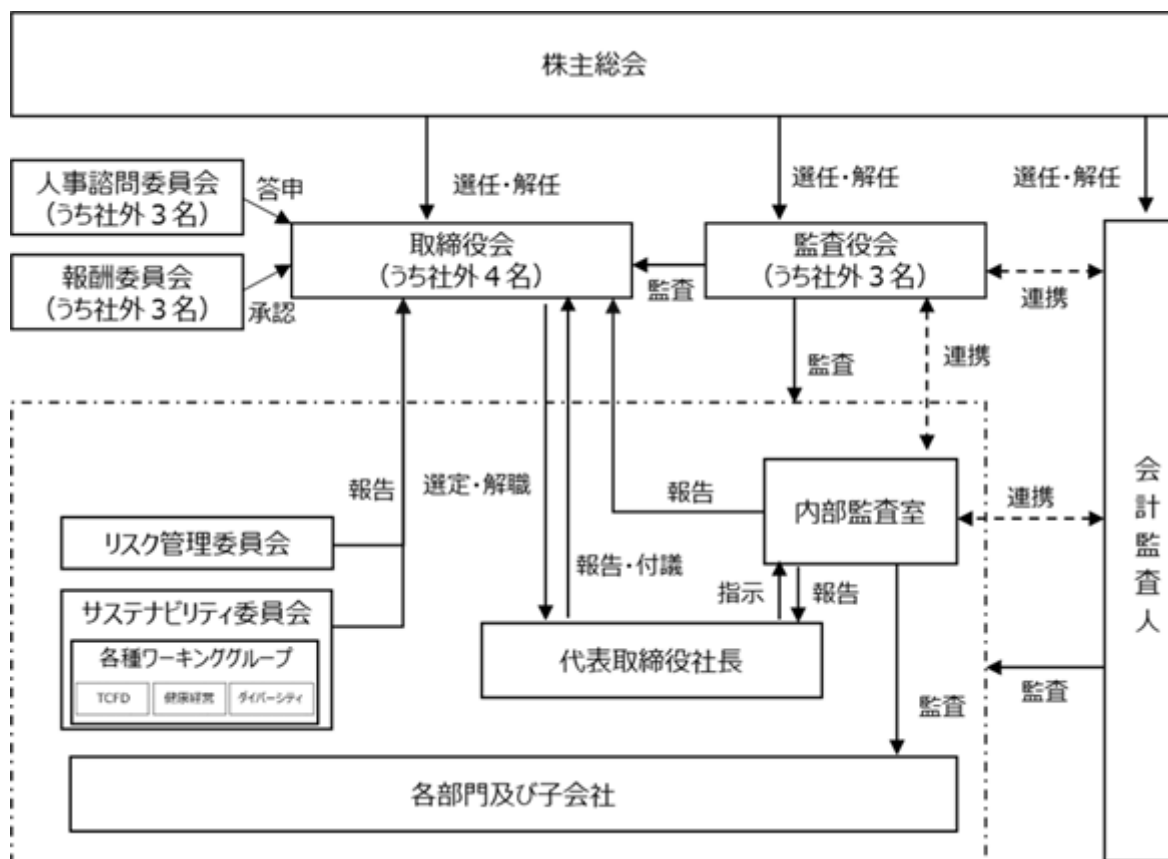 株主総会
選任・解任
選任・解任
選任・解任
人事諮問委員会
（うち社外３名）
答申
報酬委員会
（うち社外３名）
承認
取締役会
（うち社外４名）
監査
監査役会
（うち社外３名）
連携
連携
監査
報告
選定・解職
報告・付議
報告
内部監査室
連携
会計監査人
リスク管理委員会
サステナビリティ委員会
各種ワーキンググループ
TCFD
健康経営
ダイバーシティ
指示
報告
代表取締役社長
監査
監査
各部門及び子会社